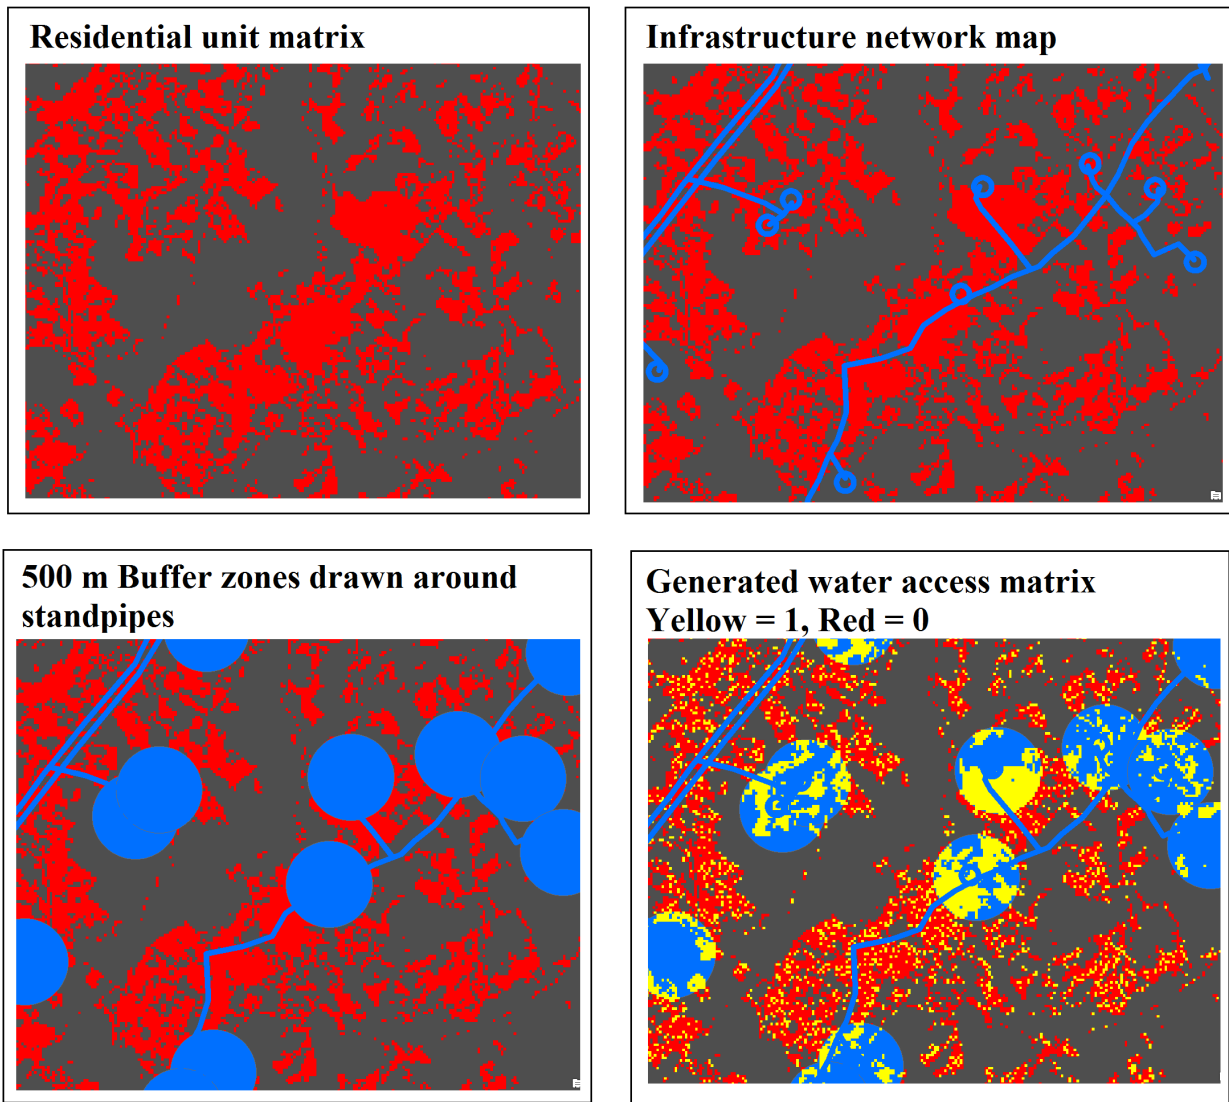 Residential unit matrix
Infrastructure network map
500 m Buffer zones drawn around
standpipes
Generated water access matrix
Yellow = 1, Red = 0